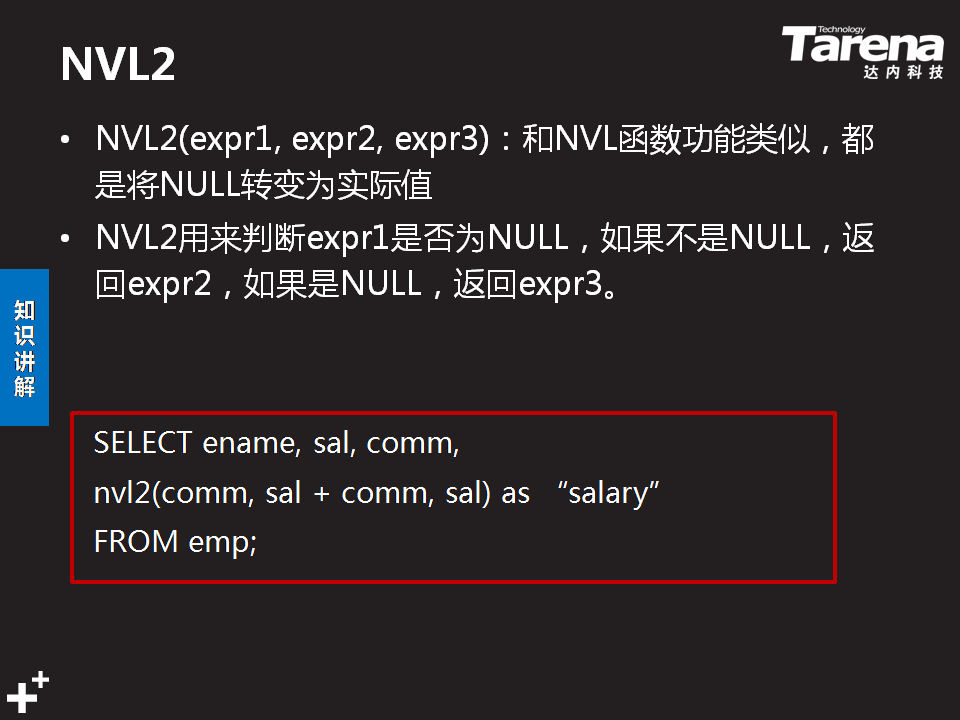 NVL2
Technology
Tarena
达内科技
• NVL2(expr1, expr2, expr3)：和NVL函数功能类似，都
是将NULL转变为实际值
• NVL2用来判断expr1是否为NULL，如果不是NULL，返
回expr2，如果是NULL，返回expr3。
知
识
讲
解
SELECT ename, sal, comm,
nvl2(comm, sal + comm, sal) as “salary”
FROM emp;